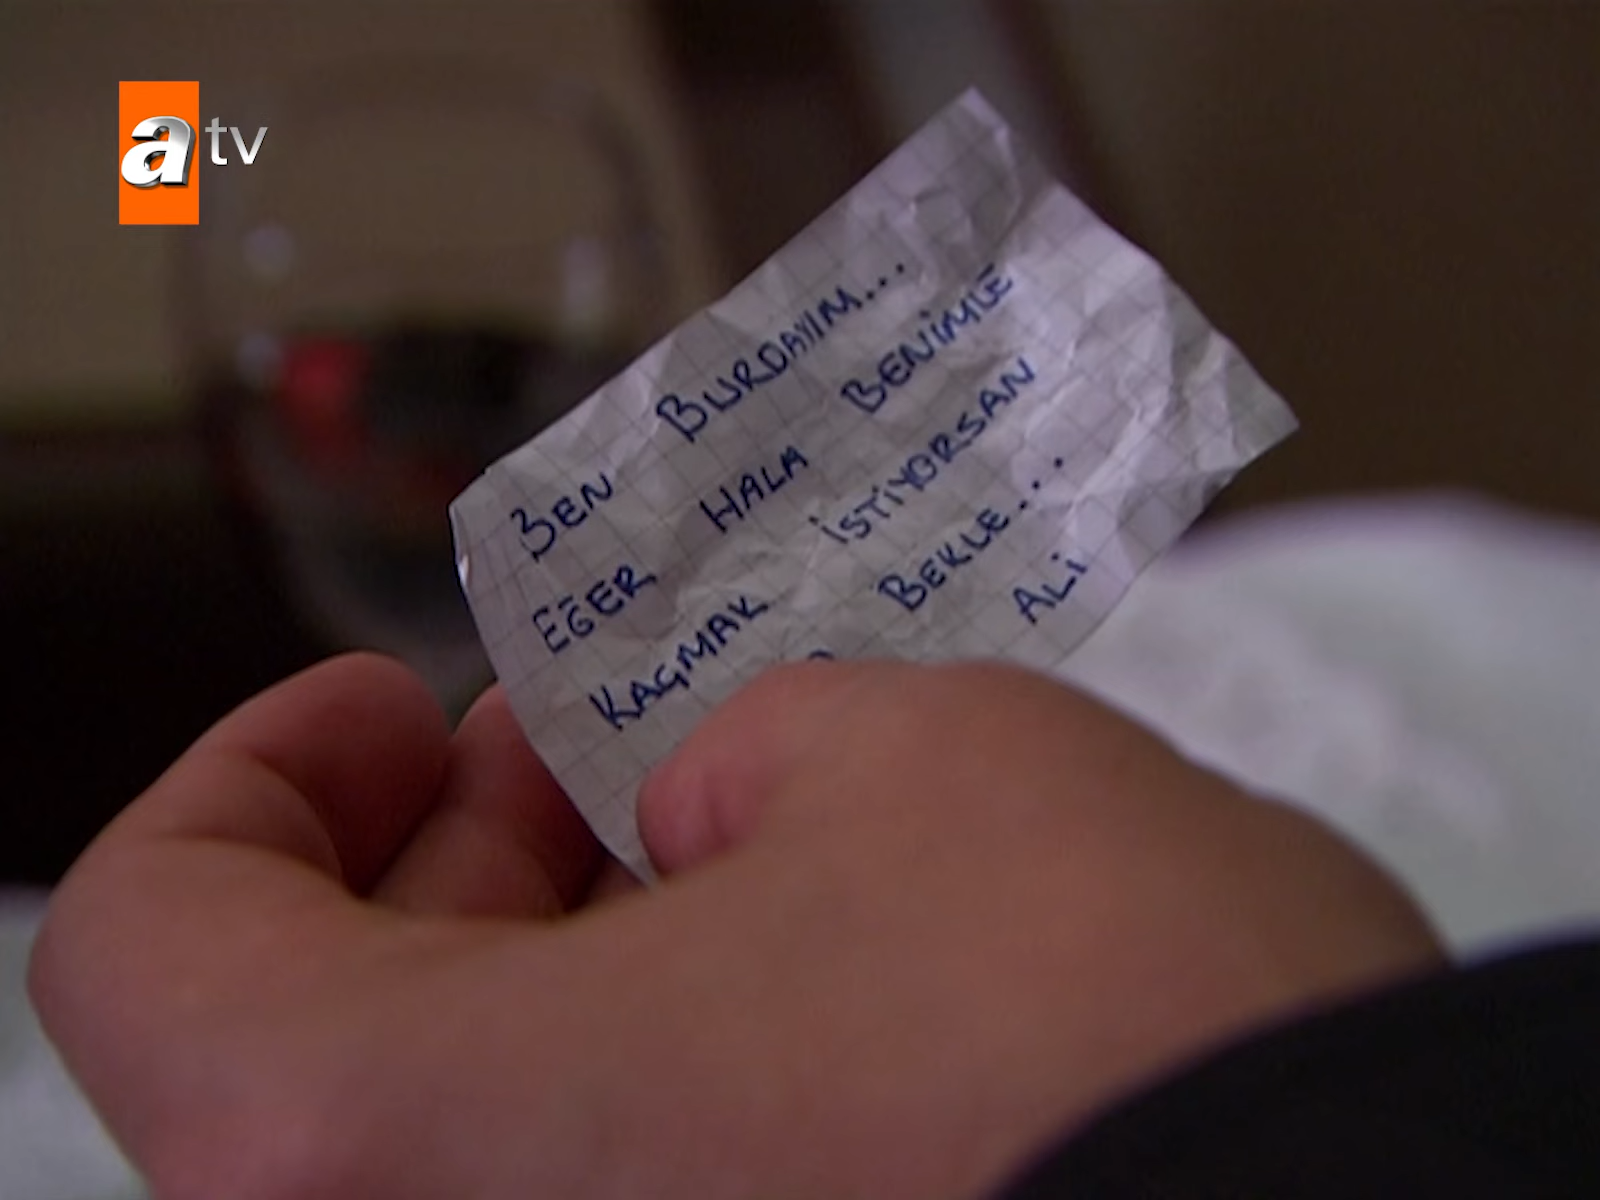 atv
BEN BURDAYIM...
EĞER HALA BENİMLE
KAÇMAK İSTİYORSAN
BEKLE...
ALİ